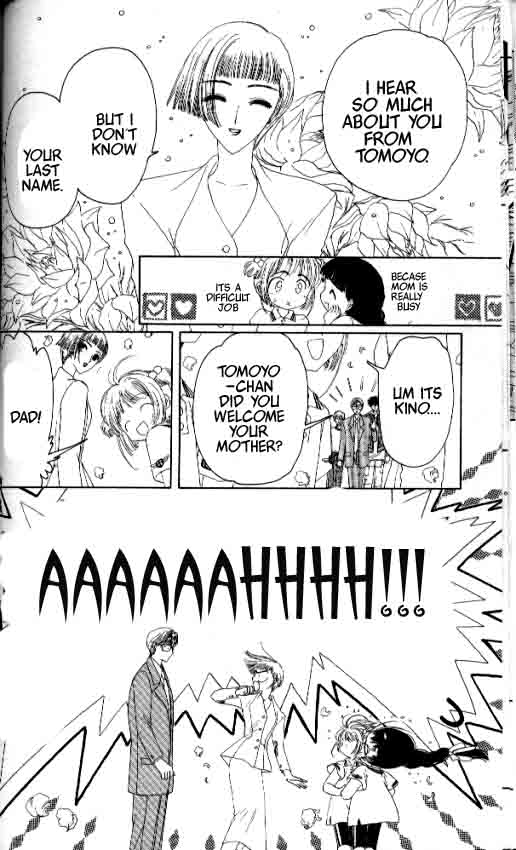 I HEAR
SO MUCH
ABOUT YOU
FROM
TOMOYO.
BUT I
DON'T
KNOW
YOUR
LAST
NAME.
BECASE
MOM IS
REALLY
BUSY
ITS A
DIFFICULT
JOB
UM ITS
KINO...
TOMOYO
-CHAN
DID YOU
WELCOME
YOUR
MOTHER?
DAD!
AAAAAAHHHH!!!